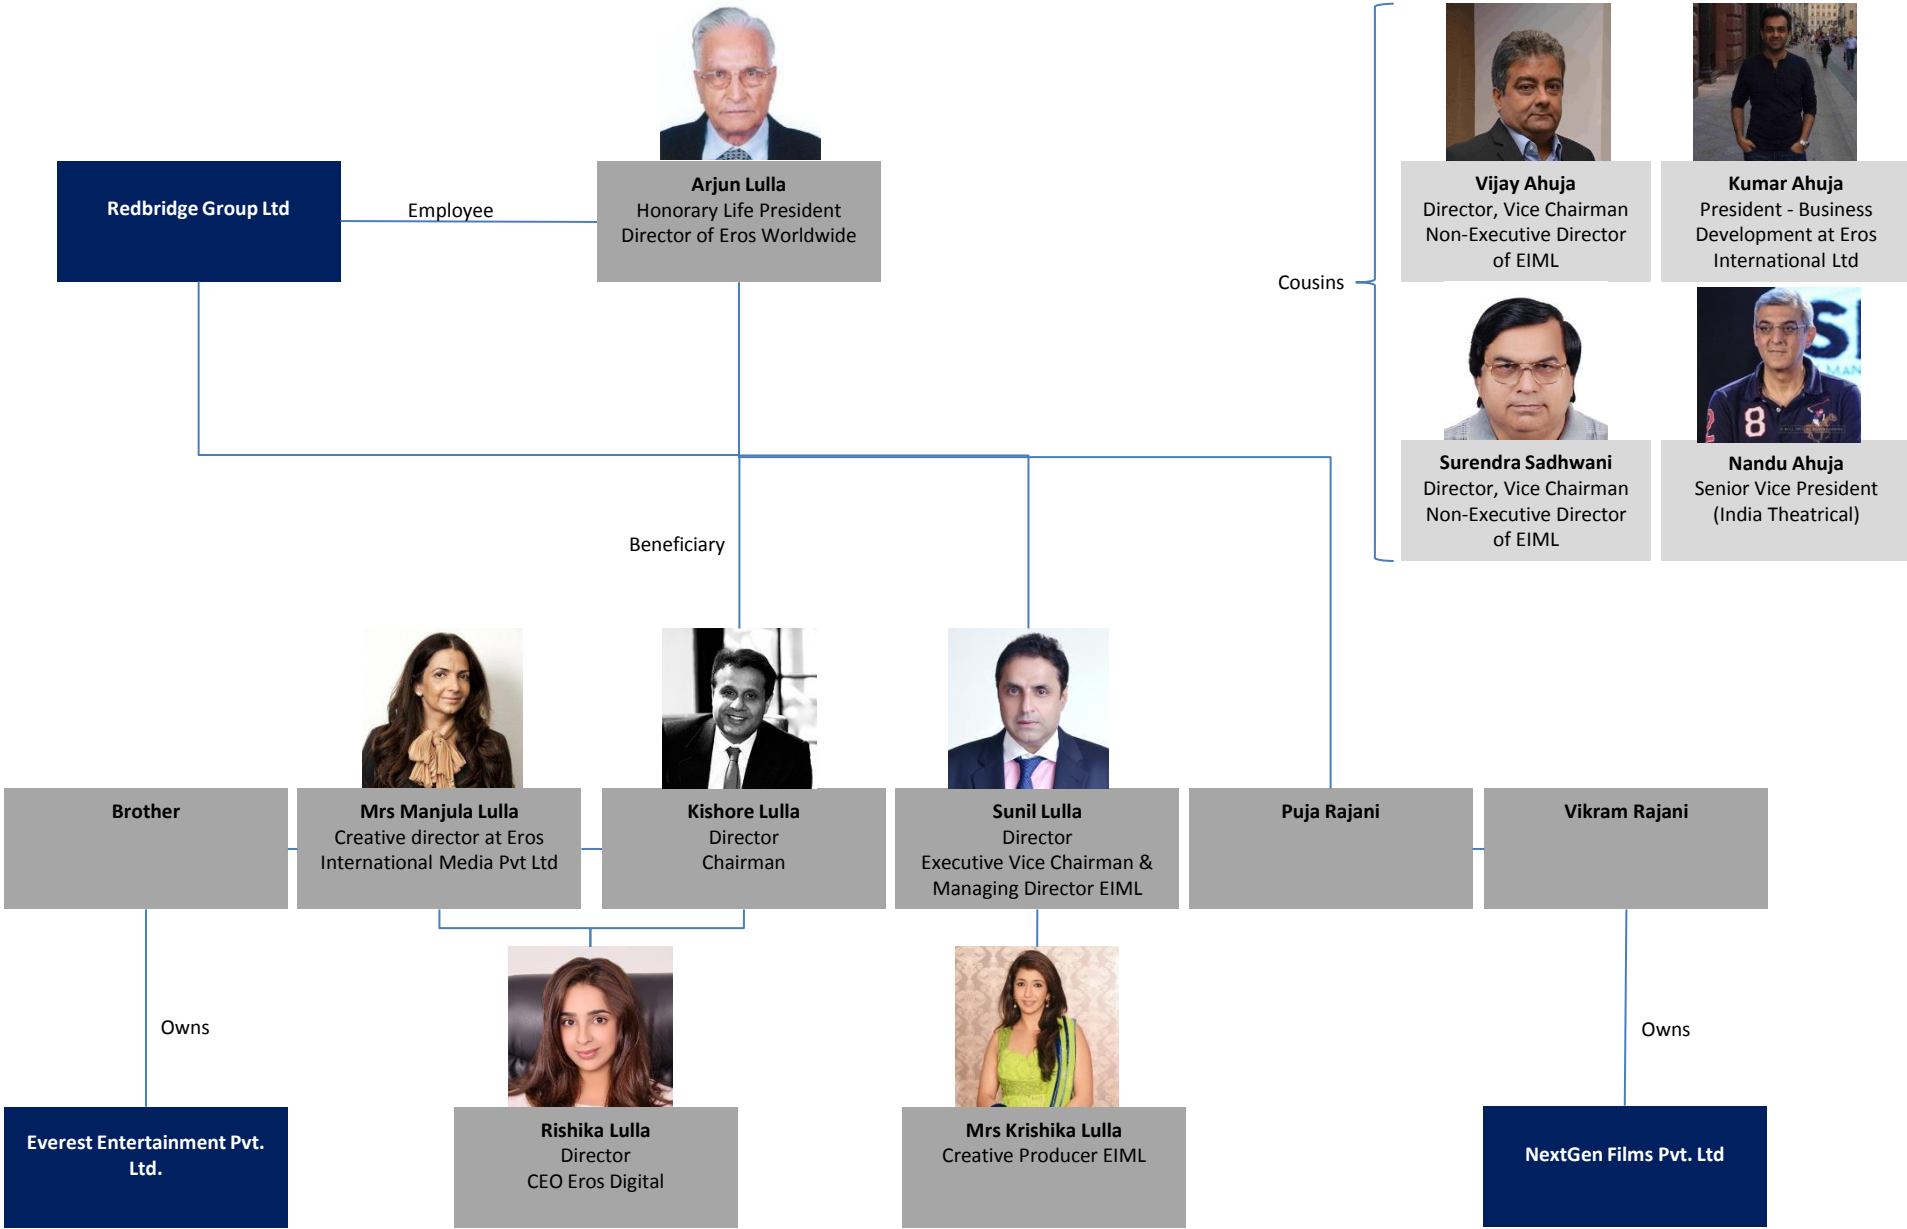 Redbridge Group Ltd
Employee
Arjun Lulla
Honorary Life President
Director of Eros Worldwide
Cousins
Vijay Ahuja
Director, Vice Chairman
Non-Executive Director
of EIML
Kumar Ahuja
President - Business
Development at Eros
International Ltd
Surendra Sadhwani
Director, Vice Chairman
Non-Executive Director
of EIML
S
MAN
2
8
Nandu Ahuja
Senior Vice President
(India Theatrical)
Beneficiary
Brother
Mrs Manjula Lulla
Creative director at Eros
International Media Pvt Ltd
Kishore Lulla
Director
Chairman
Sunil Lulla
Director
Executive Vice Chairman &
Managing Director EIML
Puja Rajani
Vikram Rajani
Owns
Owns
Everest Entertainment Pvt.
Ltd.
Rishika Lulla
Director
CEO Eros Digital
Mrs Krishika Lulla
Creative Producer EIML
NextGen Films Pvt. Ltd